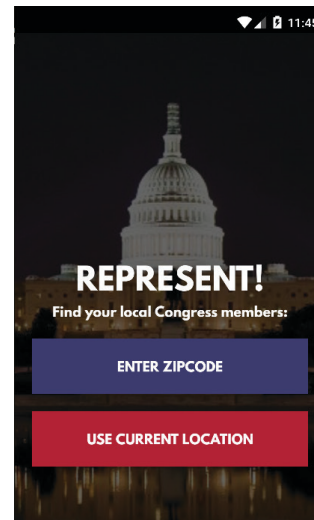 11:45
REPRESENT!
Find your local Congress members:
ENTER ZIPCODE
USE CURRENT LOCATION